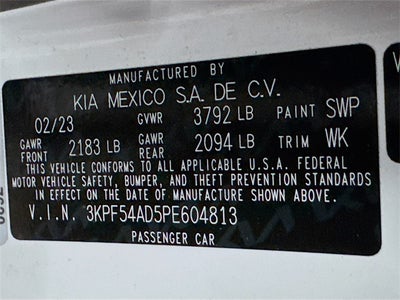 MANUFACTURED BY
KIA MEXICO S.A. DE C.V.
02/23 GVWR 3792 LB PAINT SWP
GAWR FRONT 2183 LB GAWR REAR 2094 LB TRIM WK
THIS VEHICLE CONFORMS TO ALL APPLICABLE U.S.A. FEDERAL
MOTOR VEHICLE SAFETY, BUMPER, AND THEFT PREVENTION STANDARDS
IN EFFECT ON THE DATE OF MANUFACTURE SHOWN ABOVE.
V.I.N. 3KPF54AD5PE604813
PASSENGER CAR